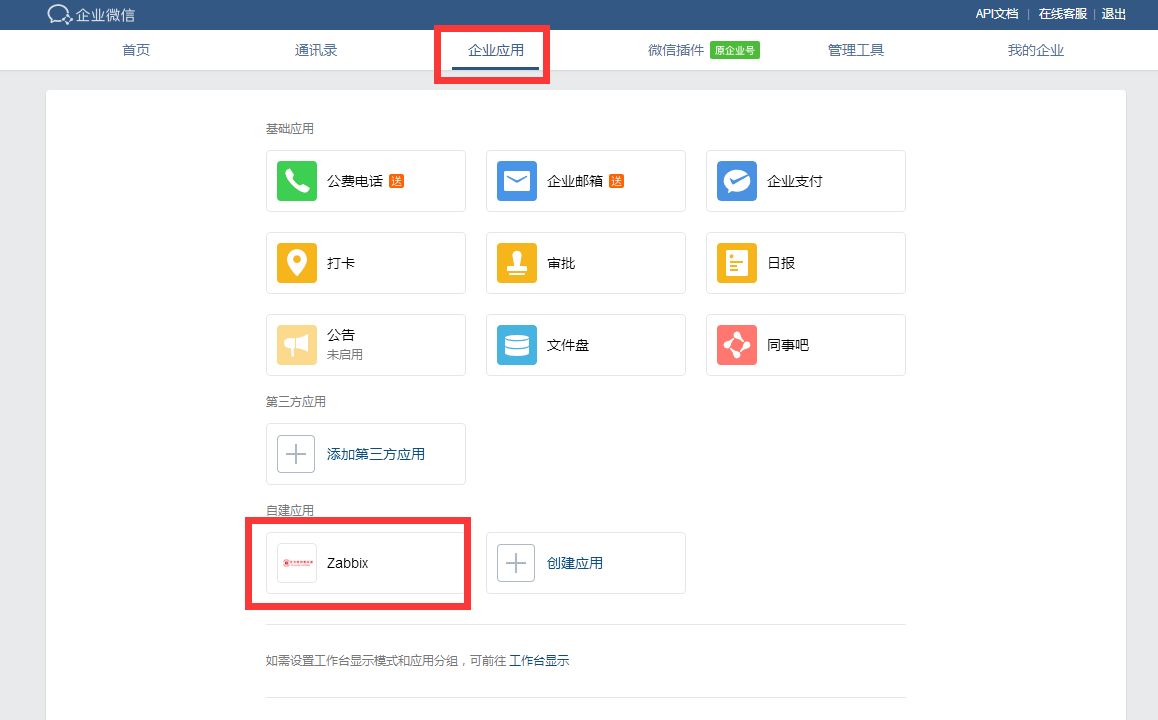 企业微信
API文档 | 在线客服 | 退出
首页
通讯录
企业应用
微信插件 原企业号
管理工具
我的企业
基础应用
公费电话 送
企业邮箱 送
企业支付
打卡
审批
日报
公告
未启用
文件盘
同事吧
第三方应用
添加第三方应用
自建应用
Zabbix
创建应用
如需设置工作台显示模式和应用分组，可前往 工作台显示